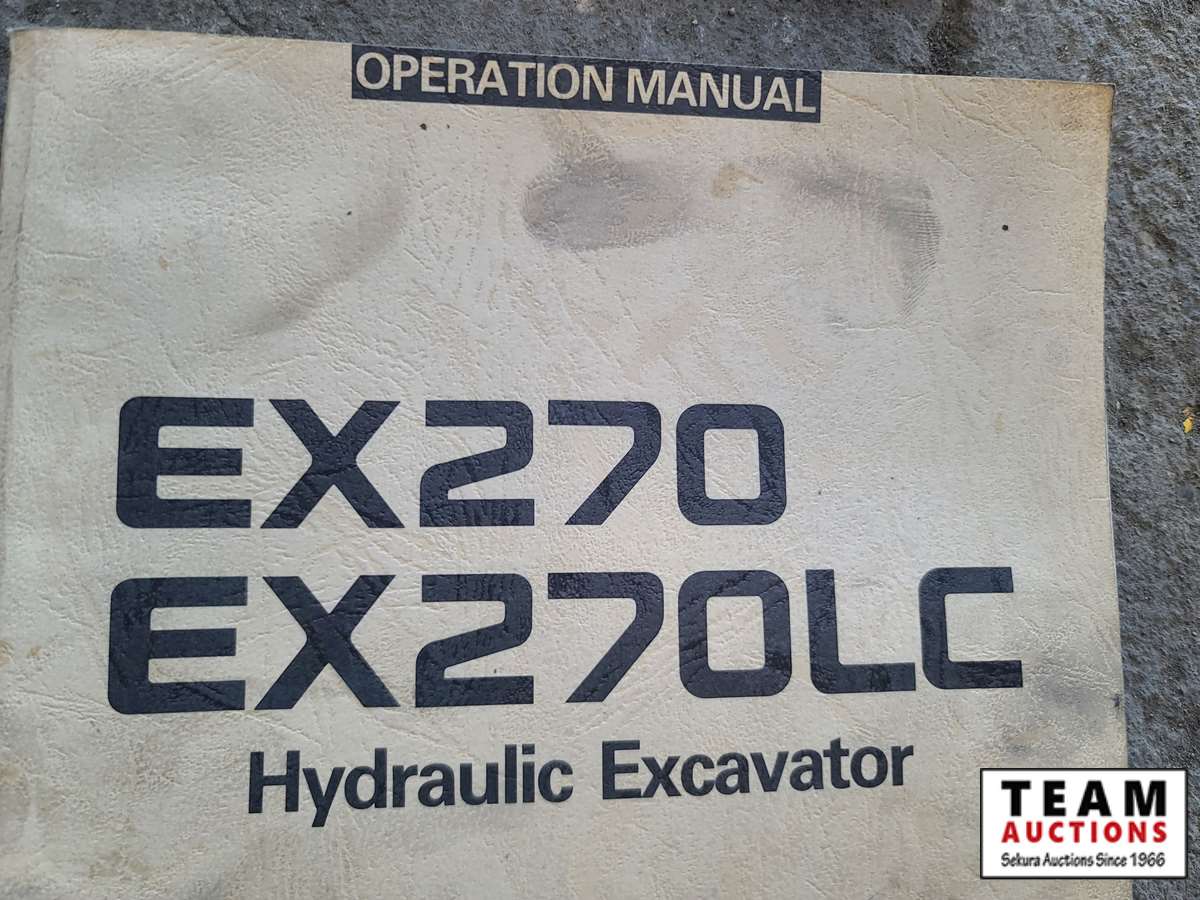 OPERATION MANUAL
EX270
EX270LC
Hydraulic Excavator
TEAM
AUCTIONS
Sekura Auctions Since 1966